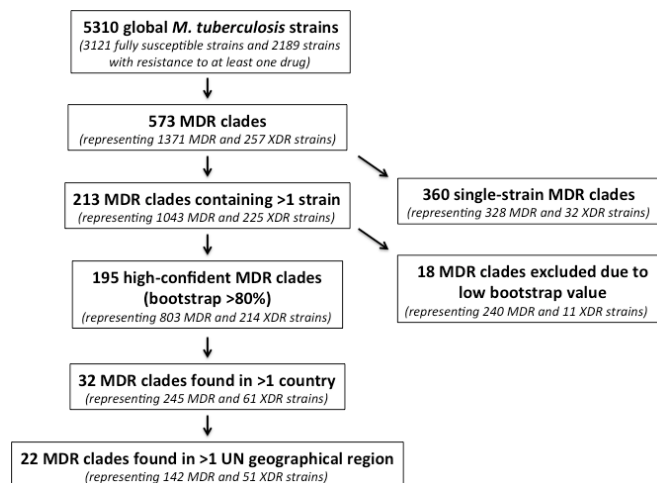 5310 global M. tuberculosis strains
(3121 fully susceptible strains and 2189 strains
with resistance to at least one drug)
573 MDR clades
(representing 1371 MDR and 257 XDR strains)
213 MDR clades containing >1 strain
(representing 1043 MDR and 225 XDR strains)
360 single-strain MDR clades
(representing 328 MDR and 32 XDR strains)
195 high-confident MDR clades
(bootstrap >80%)
(representing 803 MDR and 214 XDR strains)
18 MDR clades excluded due to
low bootstrap value
(representing 240 MDR and 11 XDR strains)
32 MDR clades found in >1 country
(representing 245 MDR and 61 XDR strains)
22 MDR clades found in >1 UN geographical region
(representing 142 MDR and 51 XDR strains)